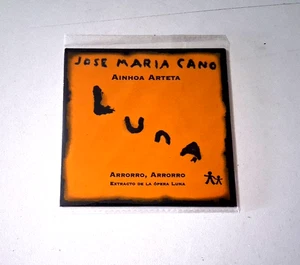 JOSE MARIA CANO
AINHOA ARTETA
LUNA
ARRORRO, ARRORRO
EXTRACTO DE LA ÓPERA LUNA